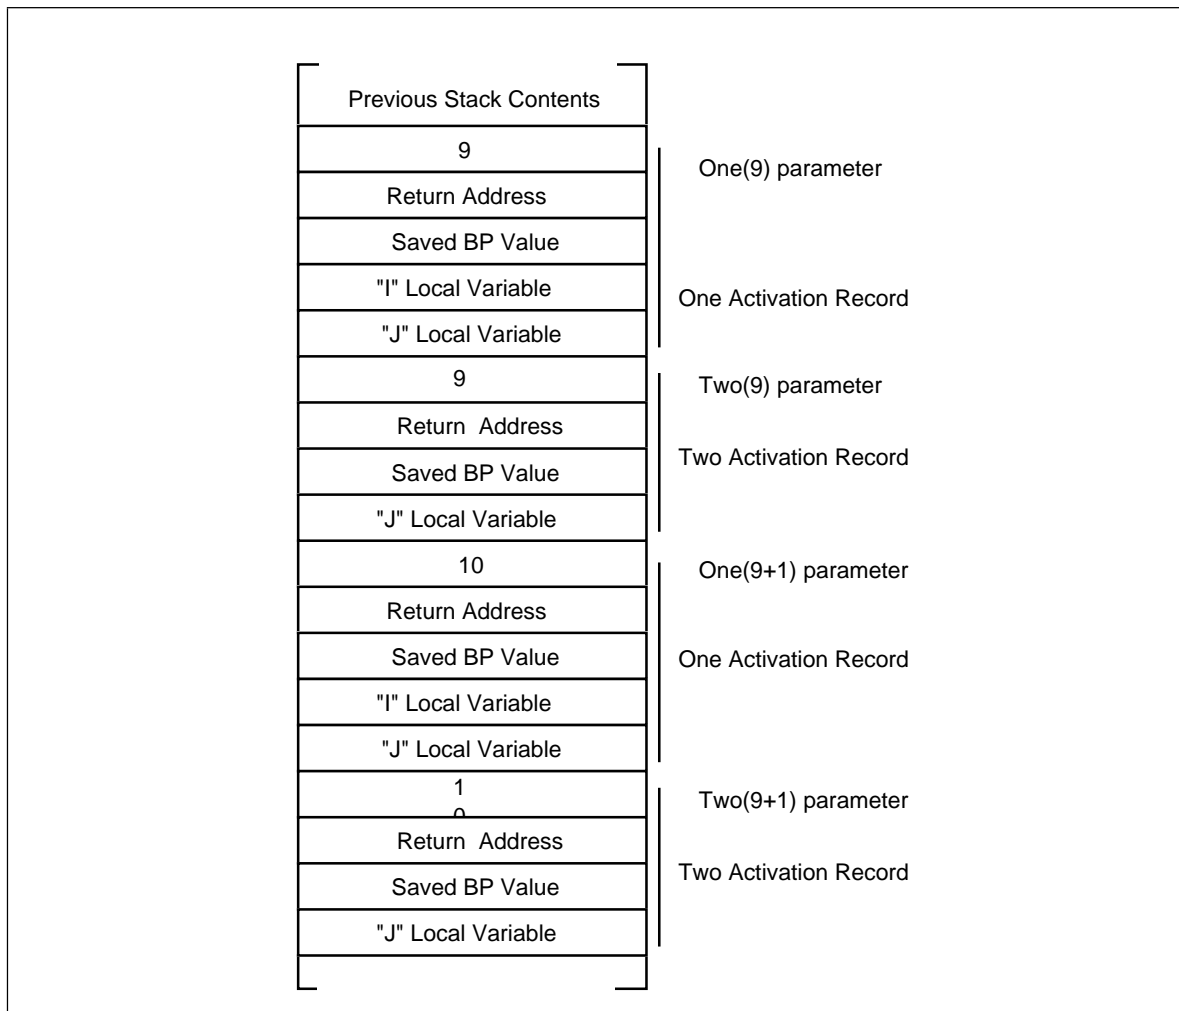 Previous Stack Contents
9
One(9) parameter
Return Address
Saved BP Value
"I" Local Variable
One Activation Record
"J" Local Variable
9
Two(9) parameter
Return  Address
Two Activation Record
Saved BP Value
"J" Local Variable
10
One(9+1) parameter
Return Address
Saved BP Value
One Activation Record
"I" Local Variable
"J" Local Variable
1
0
Two(9+1) parameter
Return  Address
Two Activation Record
Saved BP Value
"J" Local Variable